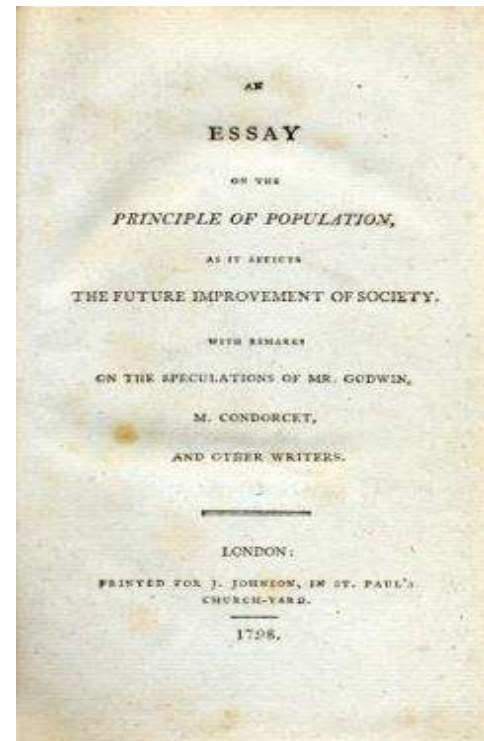 AN
ESSAY
ON THE
PRINCIPLE OF POPULATION,
AS IT AFFECTS
THE FUTURE IMPROVEMENT OF SOCIETY.
WITH REMARKS
ON THE SPECULATIONS OF MR. GODWIN,
M. CONDORCET,
AND OTHER WRITERS.
LONDON:
PRINTED FOR J. JOHNSON, IN ST. PAUL'S
CHURCH-YARD.
1798.